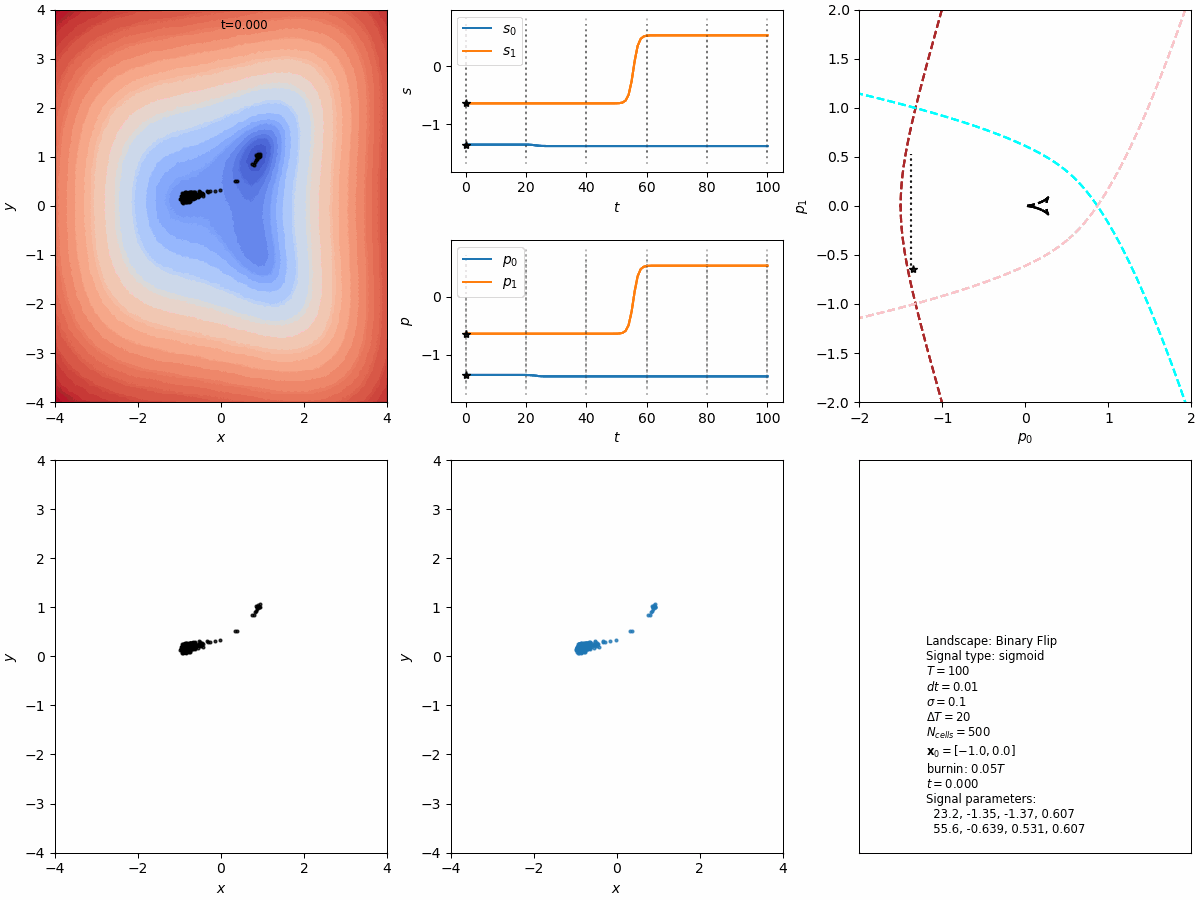 t=0.000
4
3
2
1
0
−1
−2
−3
−4
y
−4 −2 0 2 4
x
s₀
s₁
0
−1
s
0 20 40 60 80 100
t
p₀
p₁
0
−1
p
0 20 40 60 80 100
t
2.0
1.5
1.0
0.5
0.0
−0.5
−1.0
−1.5
−2.0
p₁
−2 −1 0 1 2
p₀
4
3
2
1
0
−1
−2
−3
−4
y
−4 −2 0 2 4
x
4
3
2
1
0
−1
−2
−3
−4
y
−4 −2 0 2 4
x
Landscape: Binary Flip
Signal type: sigmoid
T = 100
dt = 0.01
σ = 0.1
ΔT = 20
N_cells = 500
x₀ = [−1.0, 0.0]
burnin: 0.05T
t = 0.000
Signal parameters:
23.2, -1.35, -1.37, 0.607
55.6, -0.639, 0.531, 0.607